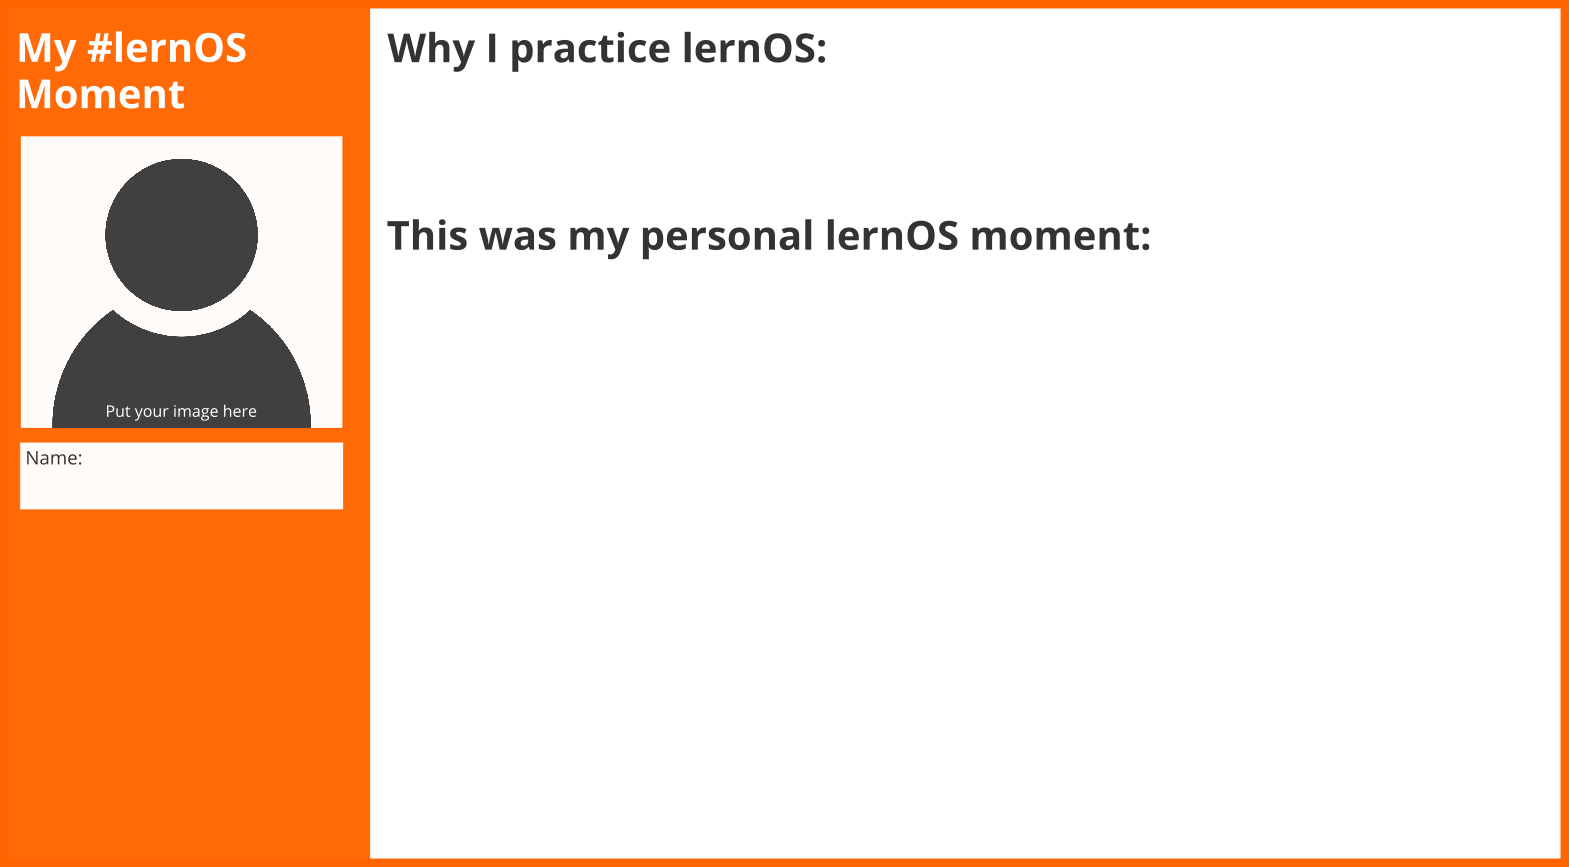 My #lernOS
Moment
Put your image here
Name:
Why I practice lernOS:
This was my personal lernOS moment: